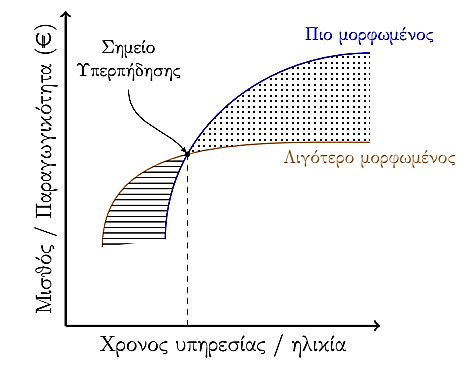 Πιο μορφωμένος
Σημείο
Υπερπήδησης
Λιγότερο μορφωμένος
Μισθός / Παραγωγικότητα (€)
Χρονος υπηρεσίας / ηλικία